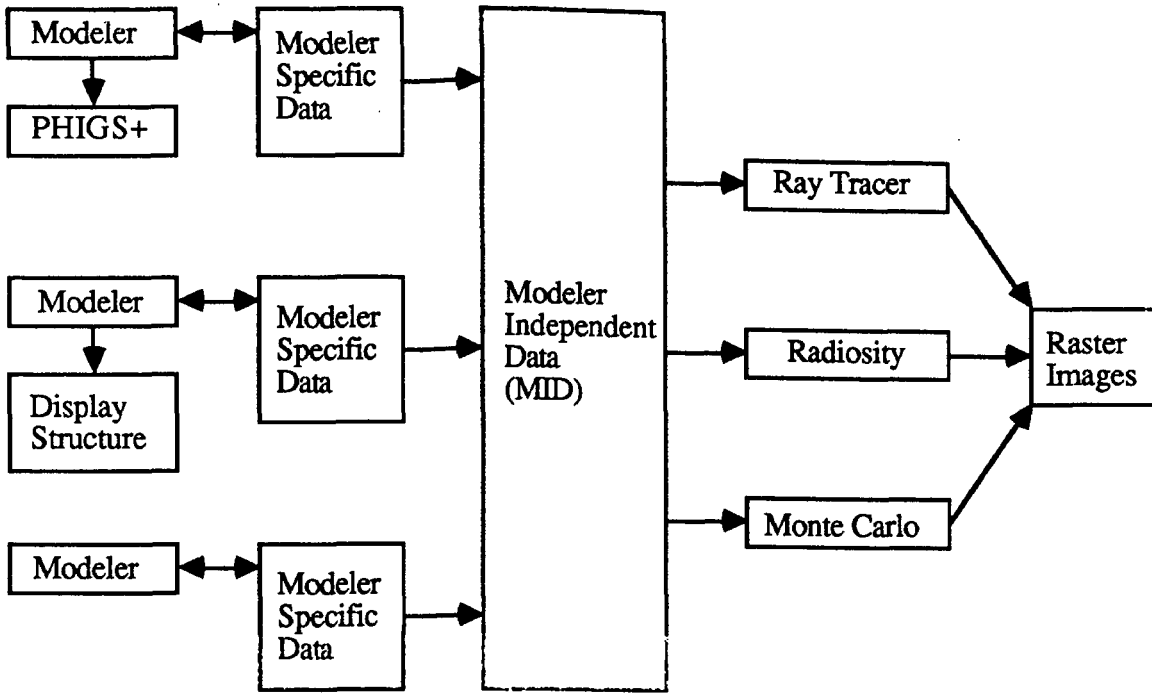 Modeler
PHIGS+
Modeler
Specific
Data
Modeler
Display
Structure
Modeler
Specific
Data
Modeler
Modeler
Specific
Data
Modeler
Independent
Data
(MID)
Ray Tracer
Radiosity
Monte Carlo
Raster
Images